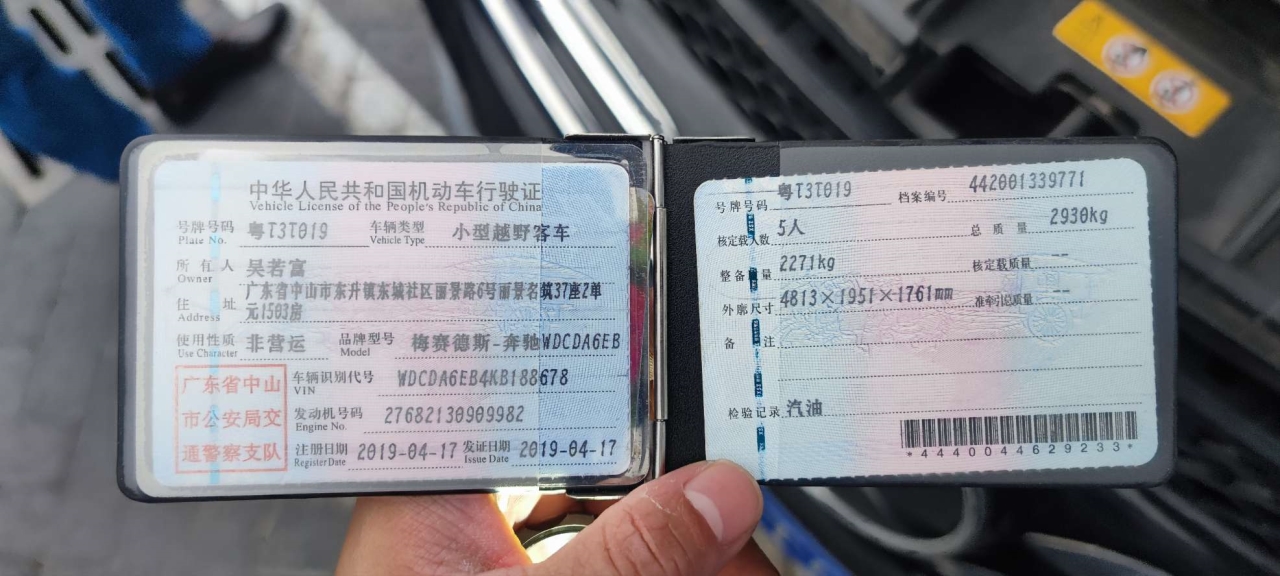 中华人民共和国机动车行驶证
Vehicle License of the People's Republic of China
号牌号码 粤T3T019 车辆类型 小型越野客车
Plate No. Vehicle Type
所有人 吴若富
Owner
住址 广东省中山市东升镇东城社区丽景路6号丽景名筑37座2单
Address 元1503房
使用性质 非营运 品牌型号 梅赛德斯-奔驰WDCDA6EB
Use Character Model
广东省中山
市公安局交
通警察支队
车辆识别代号 WDCDA6EB4KB188678
VIN
发动机号码 27682130909982
Engine No.
注册日期 2019-04-17 发证日期 2019-04-17
Register Date Issue Date
号牌号码 粤T3T019 档案编号 442001339771
核定载人数 5人 总质量 2930kg
整备质量 2271kg 核定载质量 --
外廓尺寸 4813×1951×1761mm 准牵引总质量 --
备注
检验记录 汽油
*4440044629233*